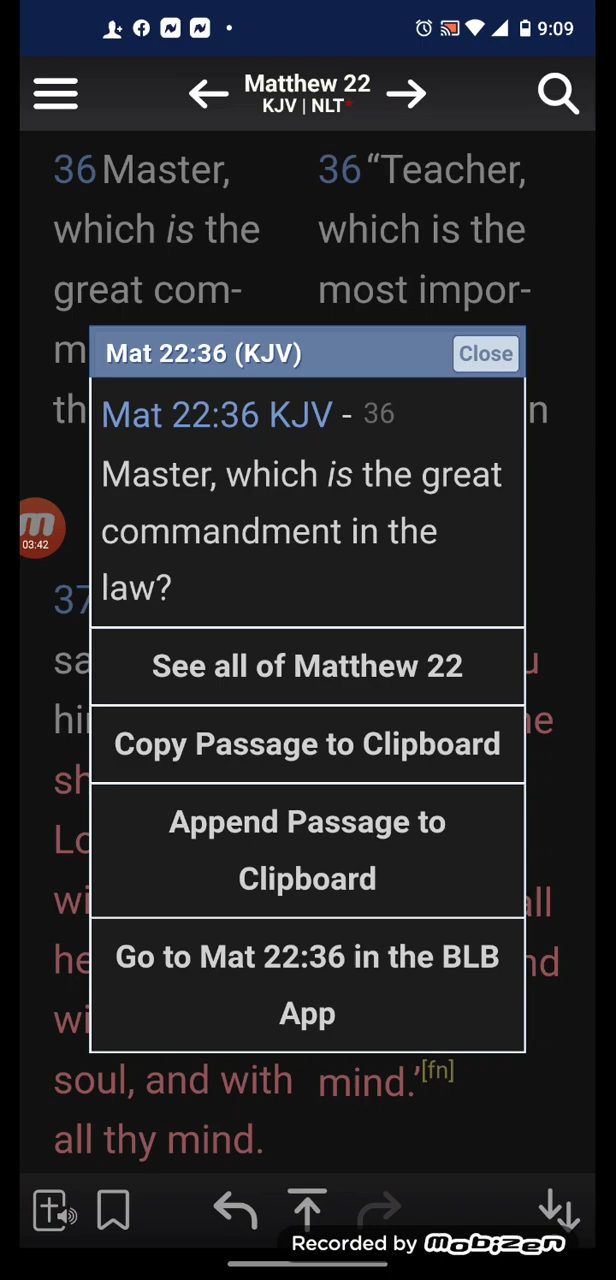 9:09
Matthew 22
KJV | NLT*
36 Master, 36 “Teacher,
which is the which is the
great com- most impor-
Mat 22:36 (KJV) Close
Mat 22:36 KJV - 36
Master, which is the great
commandment in the
law?
03:42
37
See all of Matthew 22
Copy Passage to Clipboard
Append Passage to
Clipboard
Go to Mat 22:36 in the BLB
App
soul, and with mind.’[fn]
all thy mind.
Recorded by mobizen